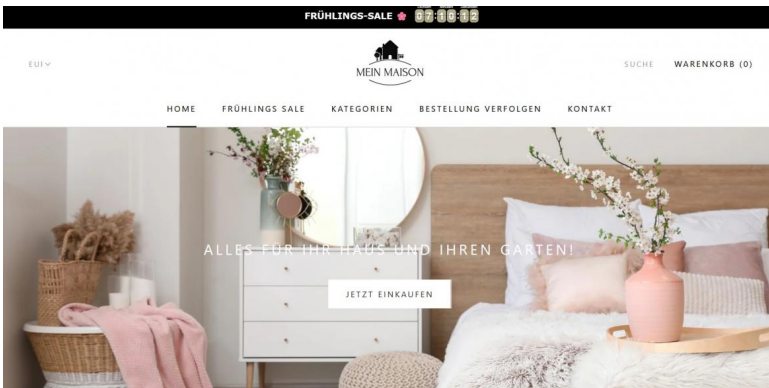 FRÜHLINGS-SALE 07:10:12
EUI
MEIN MAISON
SUCHE
WARENKORB (0)
HOME
FRÜHLINGS SALE
KATEGORIEN
BESTELLUNG VERFOLGEN
KONTAKT
ALLES FÜR IHR HAUS UND IHREN GARTEN!
JETZT EINKAUFEN